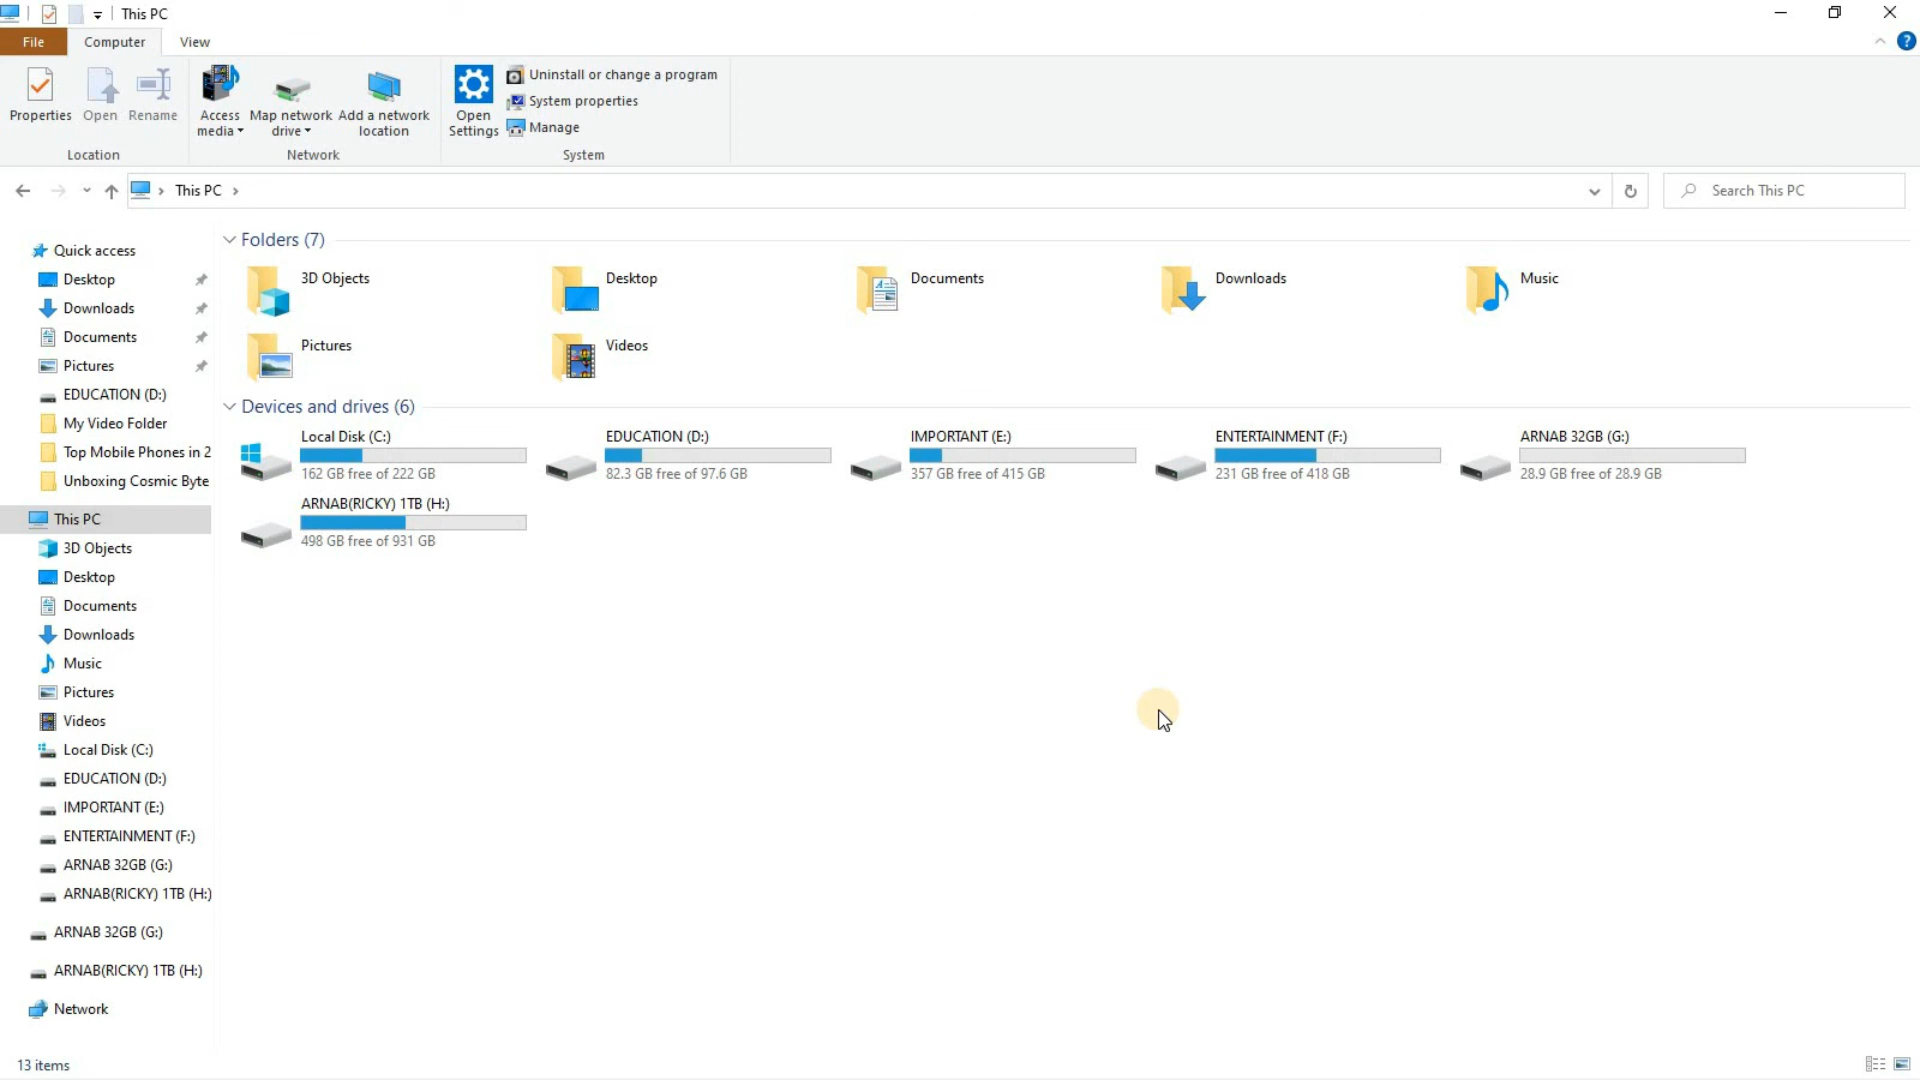 This PC
File
Computer
View
Properties
Open
Rename
Location
Access
media
Map network
drive
Add a network
location
Network
Open
Settings
Uninstall or change a program
System properties
Manage
System
This PC
Search This PC
Quick access
Desktop
Downloads
Documents
Pictures
EDUCATION (D:)
My Video Folder
Top Mobile Phones in 2
Unboxing Cosmic Byte
This PC
3D Objects
Desktop
Documents
Downloads
Music
Pictures
Videos
Local Disk (C:)
EDUCATION (D:)
IMPORTANT (E:)
ENTERTAINMENT (F:)
ARNAB 32GB (G:)
ARNAB(RICKY) 1TB (H:)
ARNAB 32GB (G:)
ARNAB(RICKY) 1TB (H:)
Network
Folders (7)
3D Objects
Desktop
Documents
Downloads
Music
Pictures
Videos
Devices and drives (6)
Local Disk (C:)
162 GB free of 222 GB
EDUCATION (D:)
82.3 GB free of 97.6 GB
IMPORTANT (E:)
357 GB free of 415 GB
ENTERTAINMENT (F:)
231 GB free of 418 GB
ARNAB 32GB (G:)
28.9 GB free of 28.9 GB
ARNAB(RICKY) 1TB (H:)
498 GB free of 931 GB
13 items